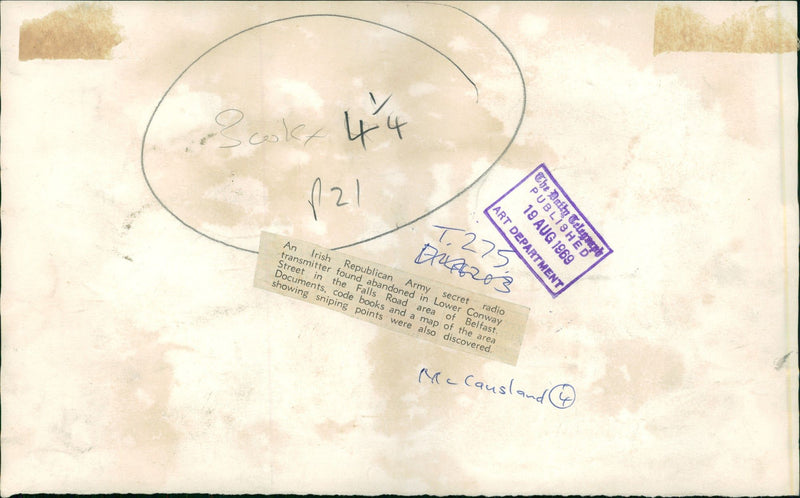 4 1/4
p21
The Daily Telegraph
PUBLISHED
19 AUG 1969
ART DEPARTMENT
T. 275.
An Irish Republican Army secret radio
transmitter found abandoned in Lower Conway
Street in the Falls Road area of Belfast.
Documents, code books and a map of the area
showing sniping points were also discovered.
McCausland 4